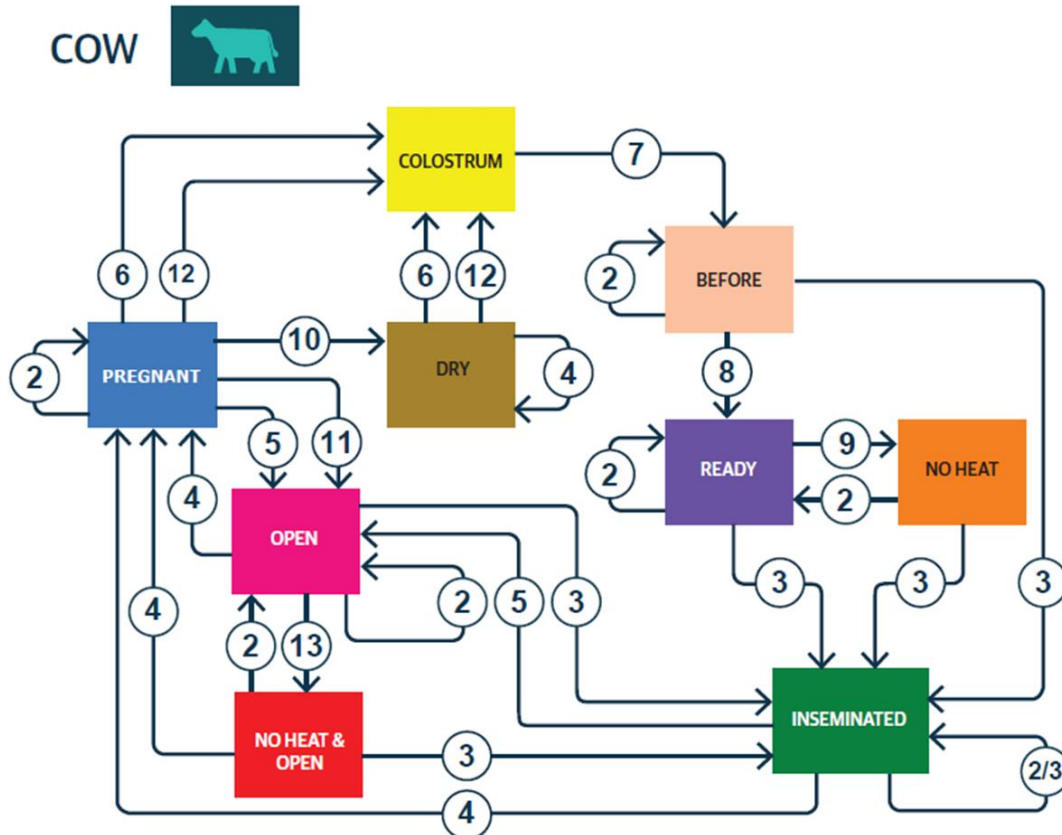 COW
COLOSTRUM
7
6
12
6
12
2
BEFORE
10
8
2
PREGNANT
DRY
4
5
11
2
READY
9
NO HEAT
2
4
OPEN
3
3
3
4
2
5
3
2
13
NO HEAT &
OPEN
3
INSEMINATED
2/3
4